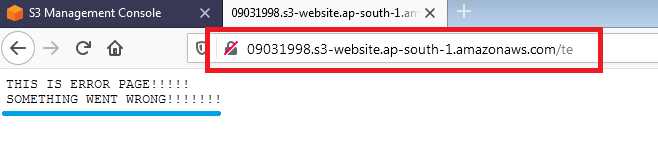 S3 Management Console
09031998.s3-website.ap-south-1.am
09031998.s3-website.ap-south-1.amazonaws.com/te
THIS IS ERROR PAGE!!!!!
SOMETHING WENT WRONG!!!!!!!